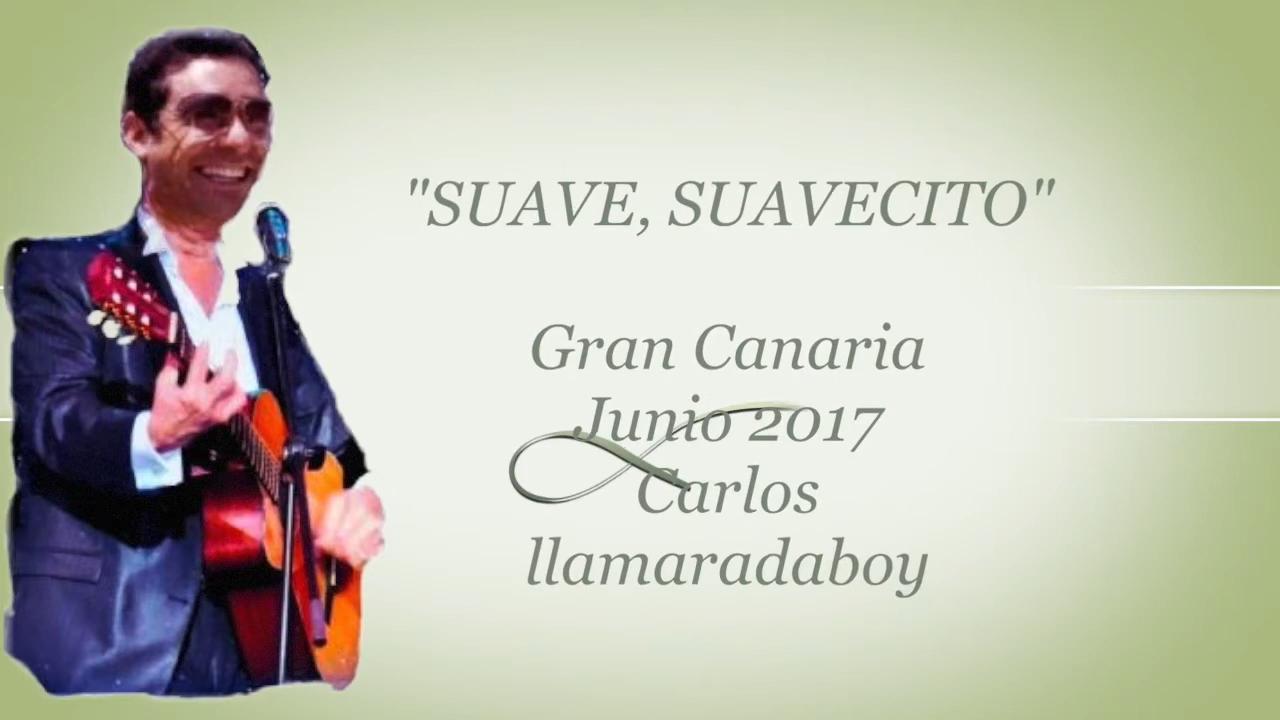 "SUAVE, SUAVECITO"
Gran Canaria
Junio 2017
Carlos
llamaradaboy